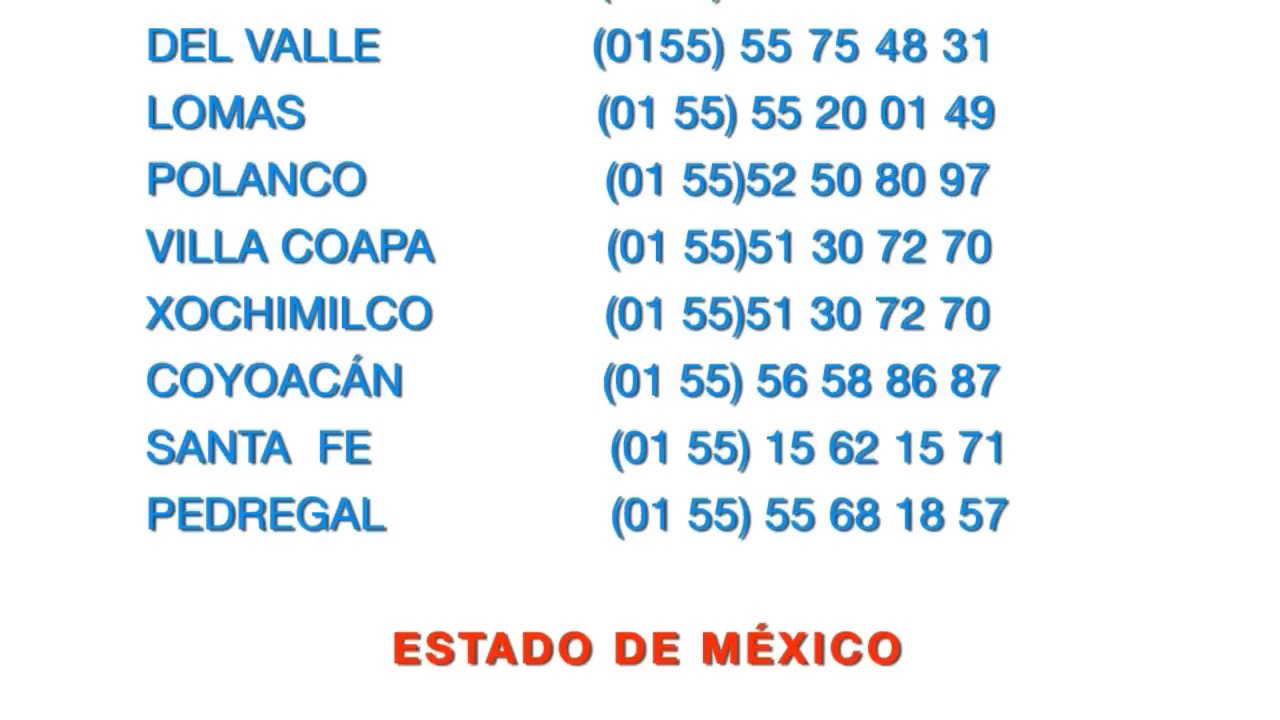 DEL VALLE (0155) 55 75 48 31
LOMAS (01 55) 55 20 01 49
POLANCO (01 55)52 50 80 97
VILLA COAPA (01 55)51 30 72 70
XOCHIMILCO (01 55)51 30 72 70
COYOACÁN (01 55) 56 58 86 87
SANTA FE (01 55) 15 62 15 71
PEDREGAL (01 55) 55 68 18 57
ESTADO DE MÉXICO